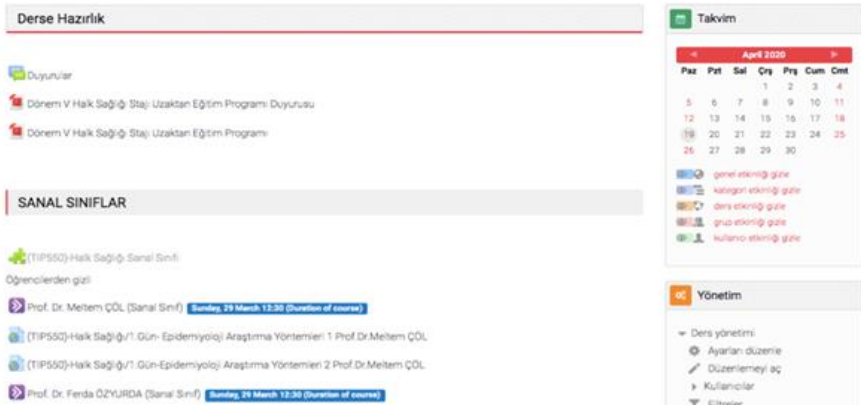 Derse Hazırlık
Duyurular
Dönem V Halk Sağlığı Stajı Uzaktan Eğitim Programı Duyurusu
Dönem V Halk Sağlığı Stajı Uzaktan Eğitim Programı
SANAL SINIFLAR
(TIP550)-Halk Sağlığı Sanal Sınıfı
Öğrencilerden gizli
Prof. Dr. Meltem ÇÖL (Sanal Sınıf) Sunday, 29 March 12:30 (Duration of course)
(TIP550)-Halk Sağlığı/1.Gün- Epidemiyoloji Araştırma Yöntemleri 1 Prof.Dr.Meltem ÇÖL
(TIP550)-Halk Sağlığı/1.Gün-Epidemiyoloji Araştırma Yöntemleri 2 Prof.Dr.Meltem ÇÖL
Prof. Dr. Ferda ÖZYURDA (Sanal Sınıf) Sunday, 29 March 12:30 (Duration of course)
Takvim
April 2020
Paz Pzt Sal Çrş Prş Cum Cmt
1 2 3 4
5 6 7 8 9 10 11
12 13 14 15 16 17 18
19 20 21 22 23 24 25
26 27 28 29 30
genel etkinliği gizle
kategori etkinliği gizle
ders etkinliği gizle
grup etkinliği gizle
kullanıcı etkinliği gizle
Yönetim
Ders yönetimi
Ayarları düzenle
Düzenlemeyi aç
Kullanıcılar
Filtreler